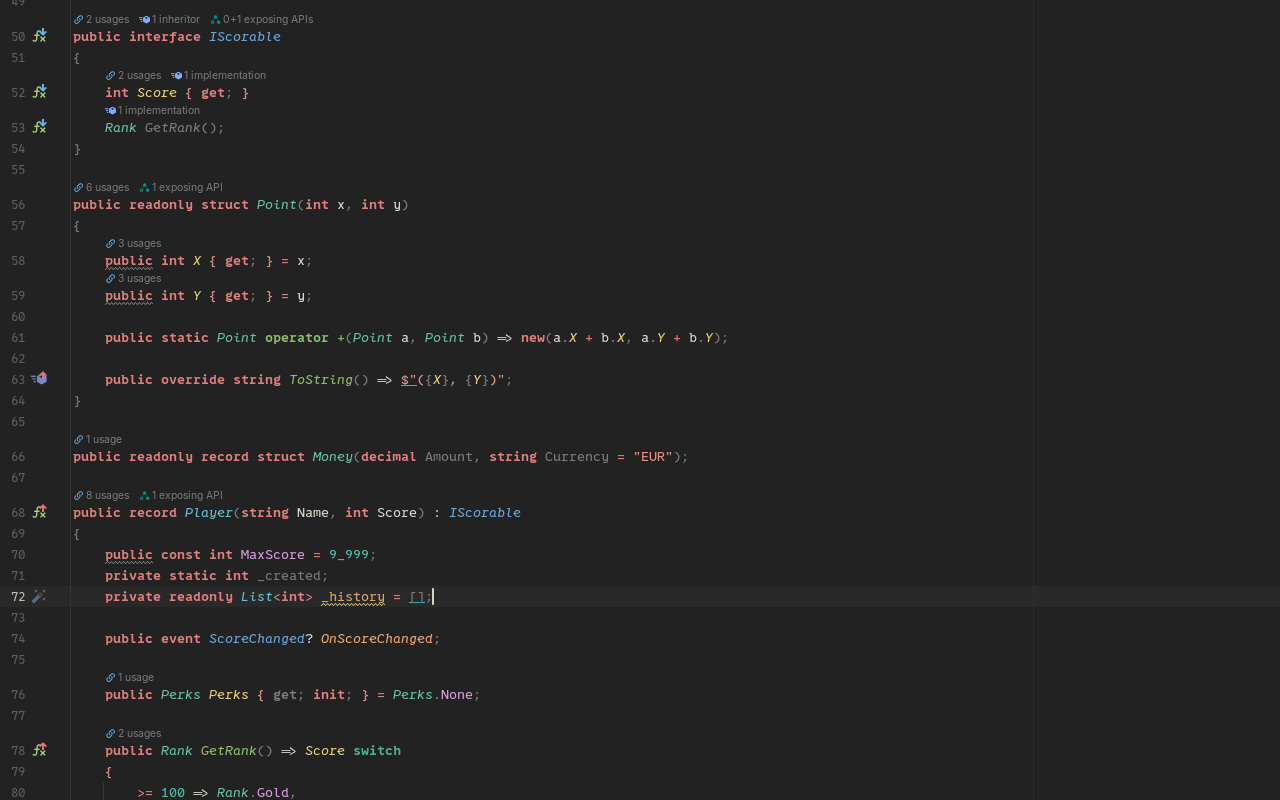 49
2 usages 1 inheritor 0+1 exposing APIs
50 public interface IScorable
51 {
2 usages 1 implementation
52 int Score { get; }
1 implementation
53 Rank GetRank();
54 }
55
6 usages 1 exposing API
56 public readonly struct Point(int x, int y)
57 {
3 usages
58 public int X { get; } = x;
3 usages
59 public int Y { get; } = y;
60
61 public static Point operator +(Point a, Point b) => new(a.X + b.X, a.Y + b.Y);
62
63 public override string ToString() => $"({X}, {Y})";
64 }
65
1 usage
66 public readonly record struct Money(decimal Amount, string Currency = "EUR");
67
8 usages 1 exposing API
68 public record Player(string Name, int Score) : IScorable
69 {
70 public const int MaxScore = 9_999;
71 private static int _created;
72 private readonly List<int> _history = [];
73
74 public event ScoreChanged? OnScoreChanged;
75
1 usage
76 public Perks Perks { get; init; } = Perks.None;
77
2 usages
78 public Rank GetRank() => Score switch
79 {
80 >= 100 => Rank.Gold,